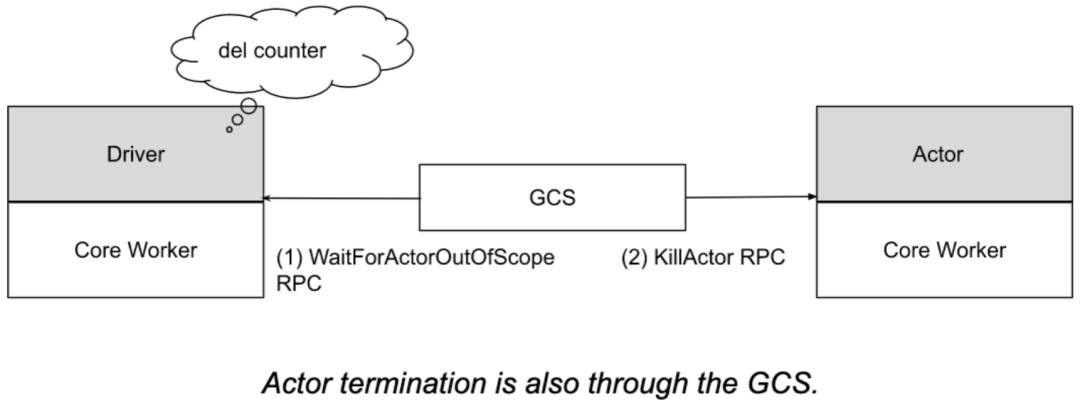 del counter
Driver
Actor
GCS
Core Worker
Core Worker
(1) WaitForActorOutOfScope
RPC
(2) KillActor RPC
Actor termination is also through the GCS.